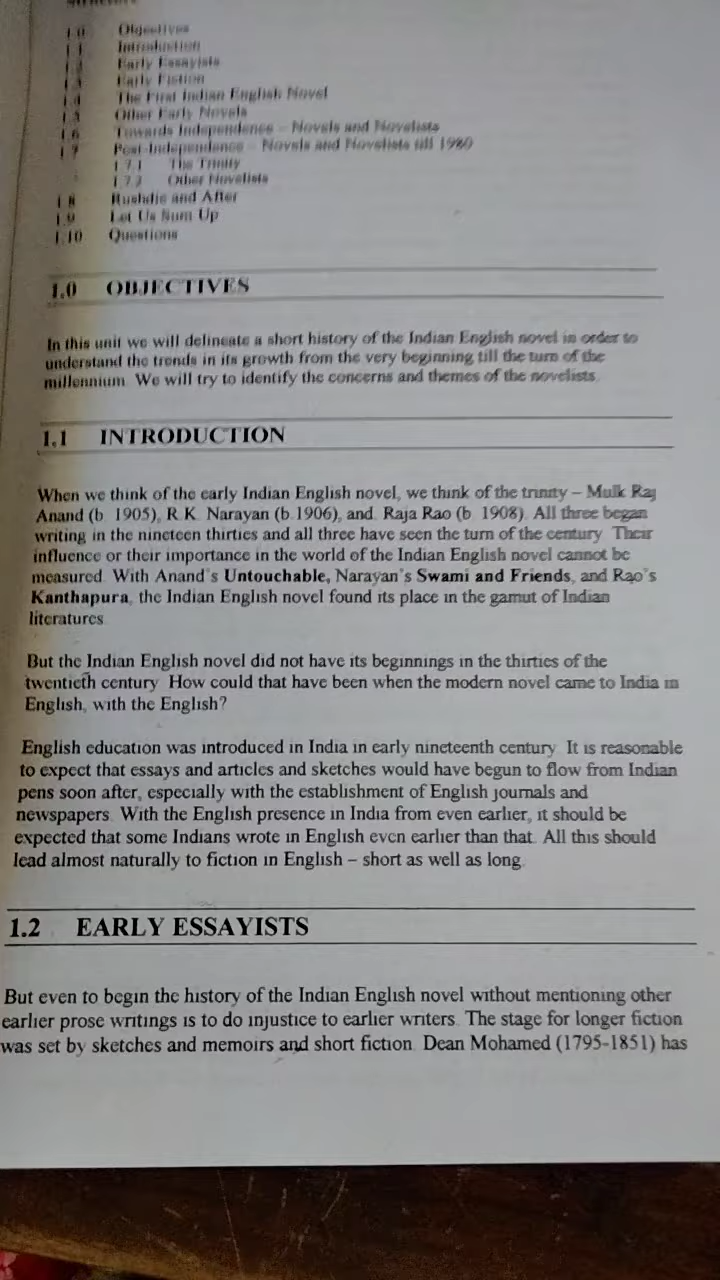 1.0 Objectives
1.1 Introduction
1.2 Early Essayists
1.3 Early Fiction
1.4 The First Indian English Novel
1.5 Other Early Novels
1.6 Towards Independence – Novels and Novelists
1.7 Post-Independence – Novels and Novelists till 1980
1.7.1 The Trinity
1.7.2 Other Novelists
1.8 Rushdie and After
1.9 Let Us Sum Up
1.10 Questions
1.0 OBJECTIVES
In this unit we will delineate a short history of the Indian English novel in order to
understand the trends in its growth from the very beginning till the turn of the
millennium. We will try to identify the concerns and themes of the novelists.
1.1 INTRODUCTION
When we think of the early Indian English novel, we think of the trinity – Mulk Raj
Anand (b. 1905), R.K. Narayan (b.1906), and Raja Rao (b. 1908). All three began
writing in the nineteen thirties and all three have seen the turn of the century. Their
influence or their importance in the world of the Indian English novel cannot be
measured. With Anand's Untouchable, Narayan's Swami and Friends, and Rao's
Kanthapura, the Indian English novel found its place in the gamut of Indian
literatures.
But the Indian English novel did not have its beginnings in the thirties of the
twentieth century. How could that have been when the modern novel came to India in
English, with the English?
English education was introduced in India in early nineteenth century. It is reasonable
to expect that essays and articles and sketches would have begun to flow from Indian
pens soon after, especially with the establishment of English journals and
newspapers. With the English presence in India from even earlier, it should be
expected that some Indians wrote in English even earlier than that. All this should
lead almost naturally to fiction in English – short as well as long.
1.2 EARLY ESSAYISTS
But even to begin the history of the Indian English novel without mentioning other
earlier prose writings is to do injustice to earlier writers. The stage for longer fiction
was set by sketches and memoirs and short fiction. Dean Mohamed (1795-1851) has